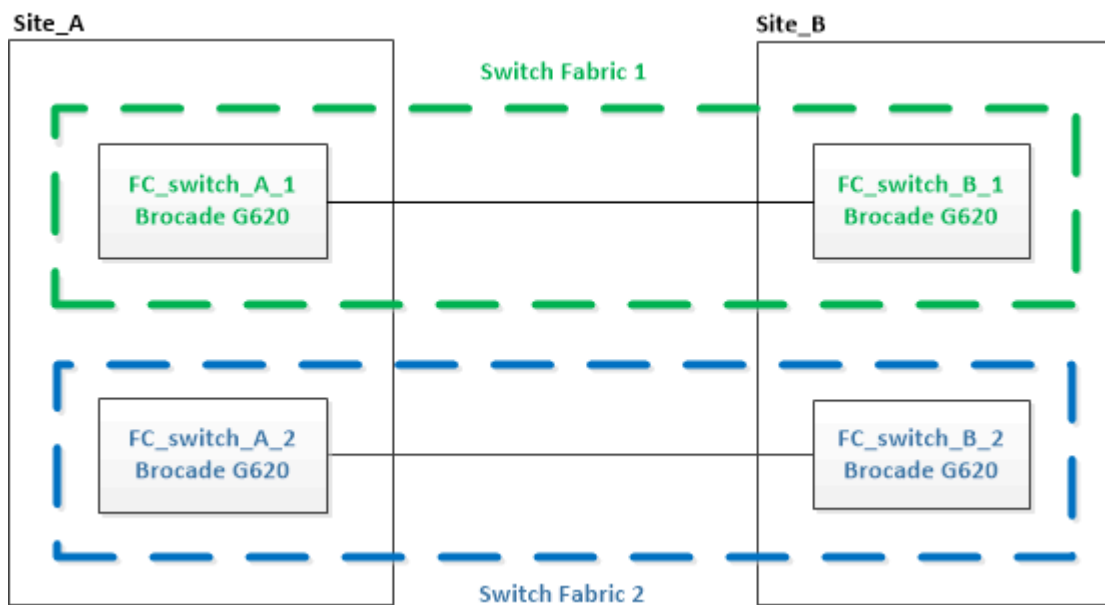 Site_A
Site_B
Switch Fabric 1
FC_switch_A_1
Brocade G620
FC_switch_B_1
Brocade G620
FC_switch_A_2
Brocade G620
FC_switch_B_2
Brocade G620
Switch Fabric 2